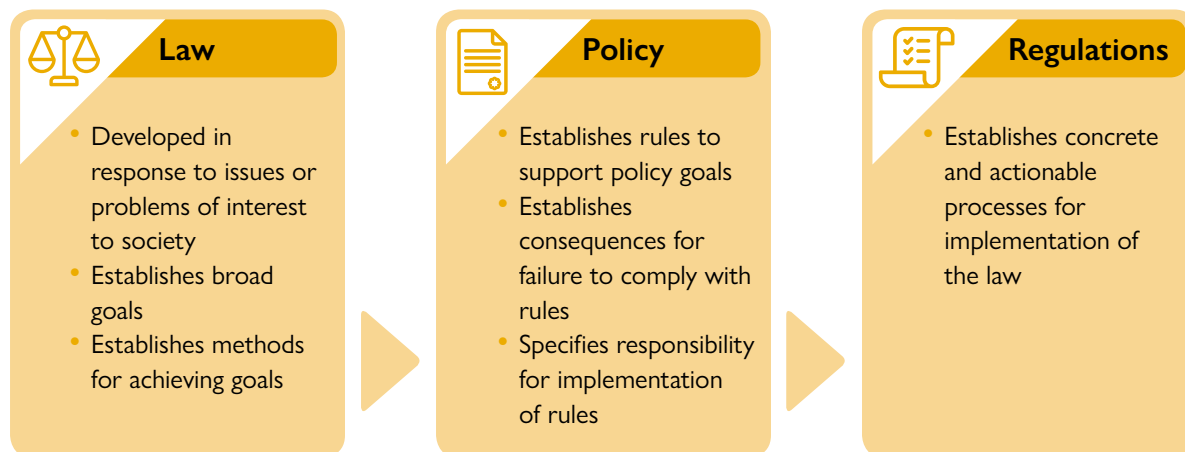 Law
• Developed in
response to issues or
problems of interest
to society
• Establishes broad
goals
• Establishes methods
for achieving goals
Policy
• Establishes rules to
support policy goals
• Establishes
consequences for
failure to comply with
rules
• Specifies responsibility
for implementation
of rules
Regulations
• Establishes concrete
and actionable
processes for
implementation of
the law